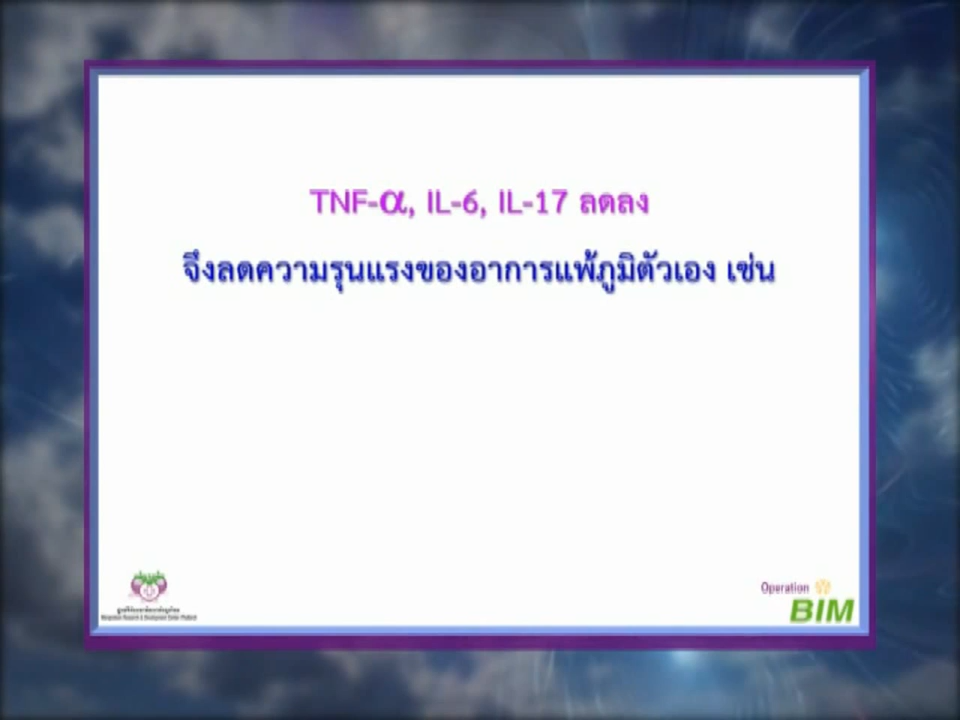 TNF-α, IL-6, IL-17 ลดลง
จึงลดความรุนแรงของอาการแพ้ภูมิตัวเอง เช่น
Operation
BIM